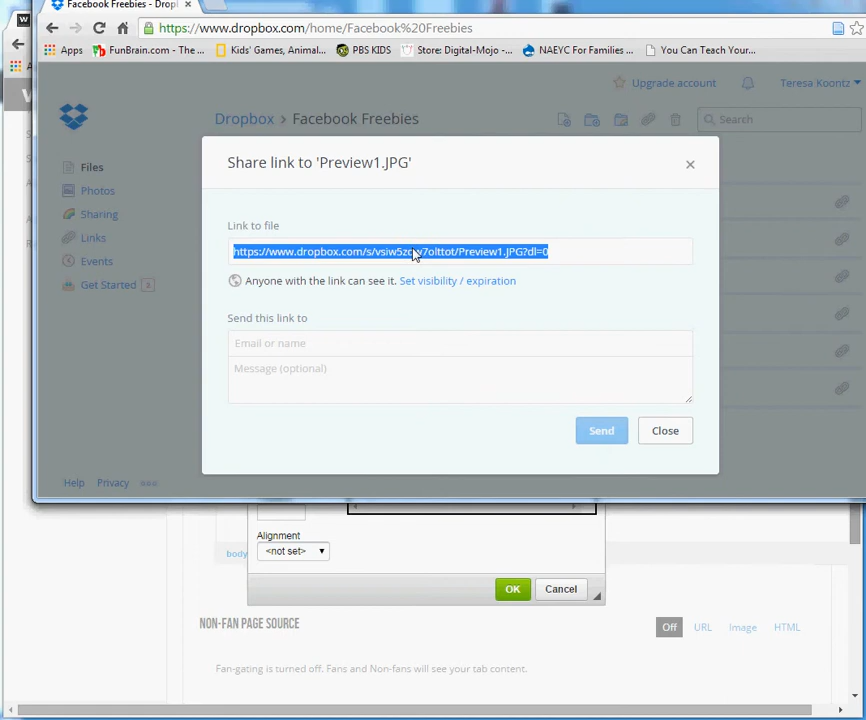 Facebook Freebies - Dropl
https://www.dropbox.com/home/Facebook%20Freebies
Apps FunBrain.com - The ... Kids' Games, Animal... PBS KIDS Store: Digital-Mojo -... NAEYC For Families ... You Can Teach Your...
Upgrade account Teresa Koontz
Dropbox > Facebook Freebies Search
Files
Photos
Sharing
Links
Events
Get Started 3
Share link to 'Preview1.JPG'
Link to file
Anyone with the link can see it. Set visibility / expiration
Send this link to
Email or name
Message (optional)
Send Close
Help Privacy
Alignment
<not set>
body
OK Cancel
NON-FAN PAGE SOURCE Off URL Image HTML
Fan-gating is turned off. Fans and Non-fans will see your tab content.